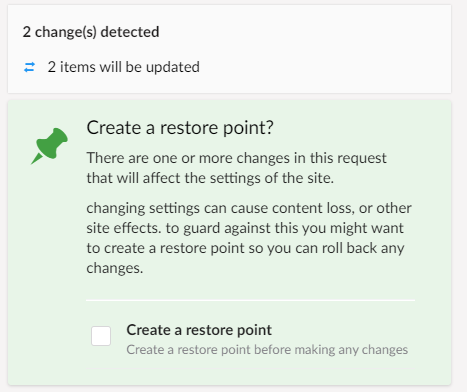 2 change(s) detected
2 items will be updated
Create a restore point?
There are one or more changes in this request
that will affect the settings of the site.
changing settings can cause content loss, or other
site effects. to guard against this you might want
to create a restore point so you can roll back any
changes.
Create a restore point
Create a restore point before making any changes